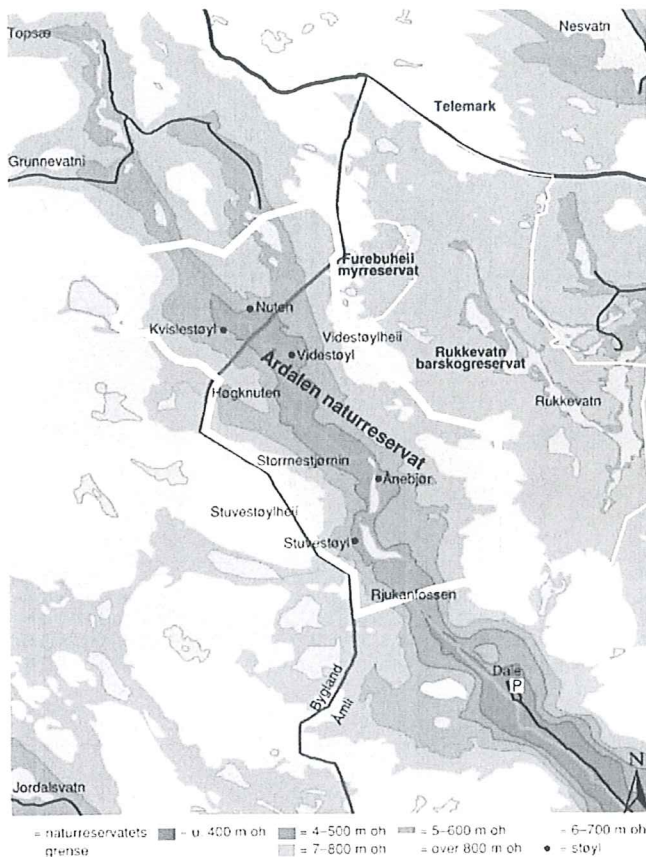 Topsæ
Nesvatn
Telemark
Grunnevatni
Furebuheii
myrreservat
Nuten
Kvislestøyl
Videstøylheii
Videstøyl
Rukkevatn
barskogreservat
Årdalen naturreservat
Høgknuten
Rukkevatn
Storrnestjørnin
Ånebjør
Stuvestøylheii
Stuvestøyl
Rjukanfossen
Dale
P
Bygland
Åmli
N
Jordalsvatn
= naturreservatets
grense
= u. 400 m oh
= 4–500 m oh
= 5–600 m oh
6–700 m oh
= 7–800 m oh
= over 800 m oh
= støyl